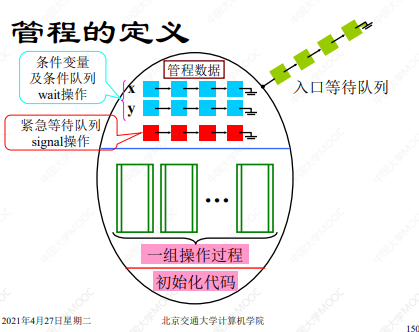 管程的定义
条件变量
及条件队列
wait操作
管程数据
x
y
入口等待队列
紧急等待队列
signal操作
...
一组操作过程
初始化代码
2021年4月27日星期二
北京交通大学计算机学院
150